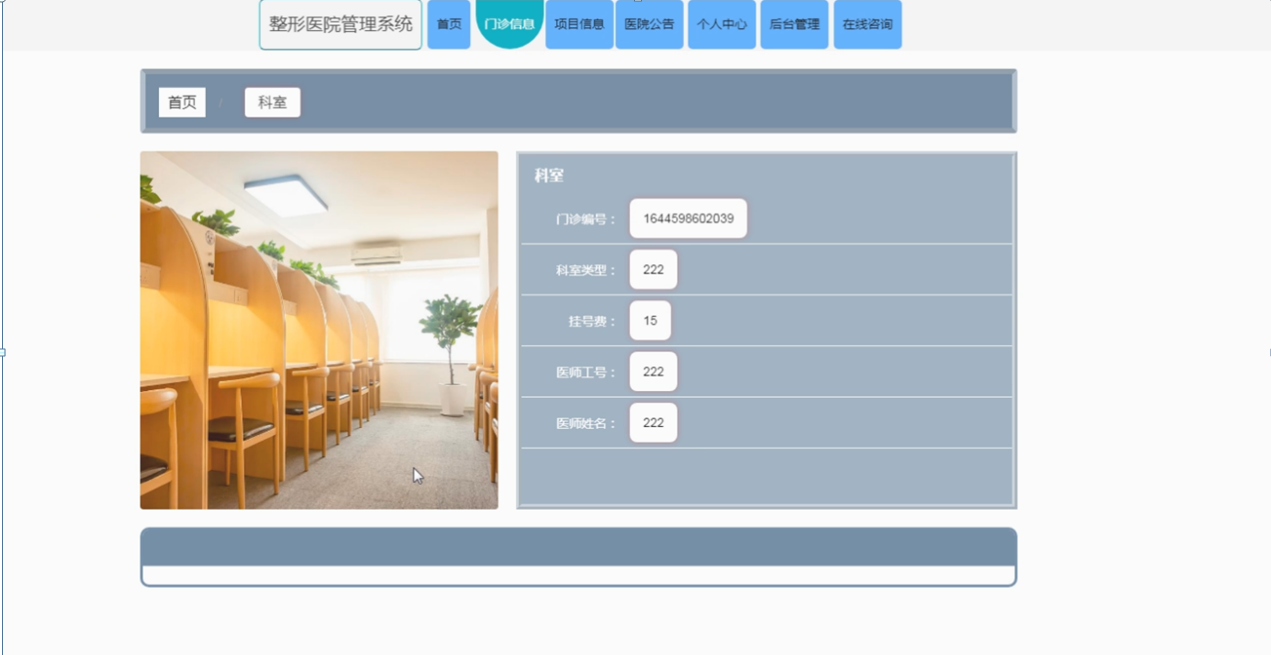 整形医院管理系统 首页 门诊信息 项目信息 医院公告 个人中心 后台管理 在线咨询
首页 / 科室
科室
门诊编号： 1644598602039
科室类型： 222
挂号费： 15
医师工号： 222
医师姓名： 222